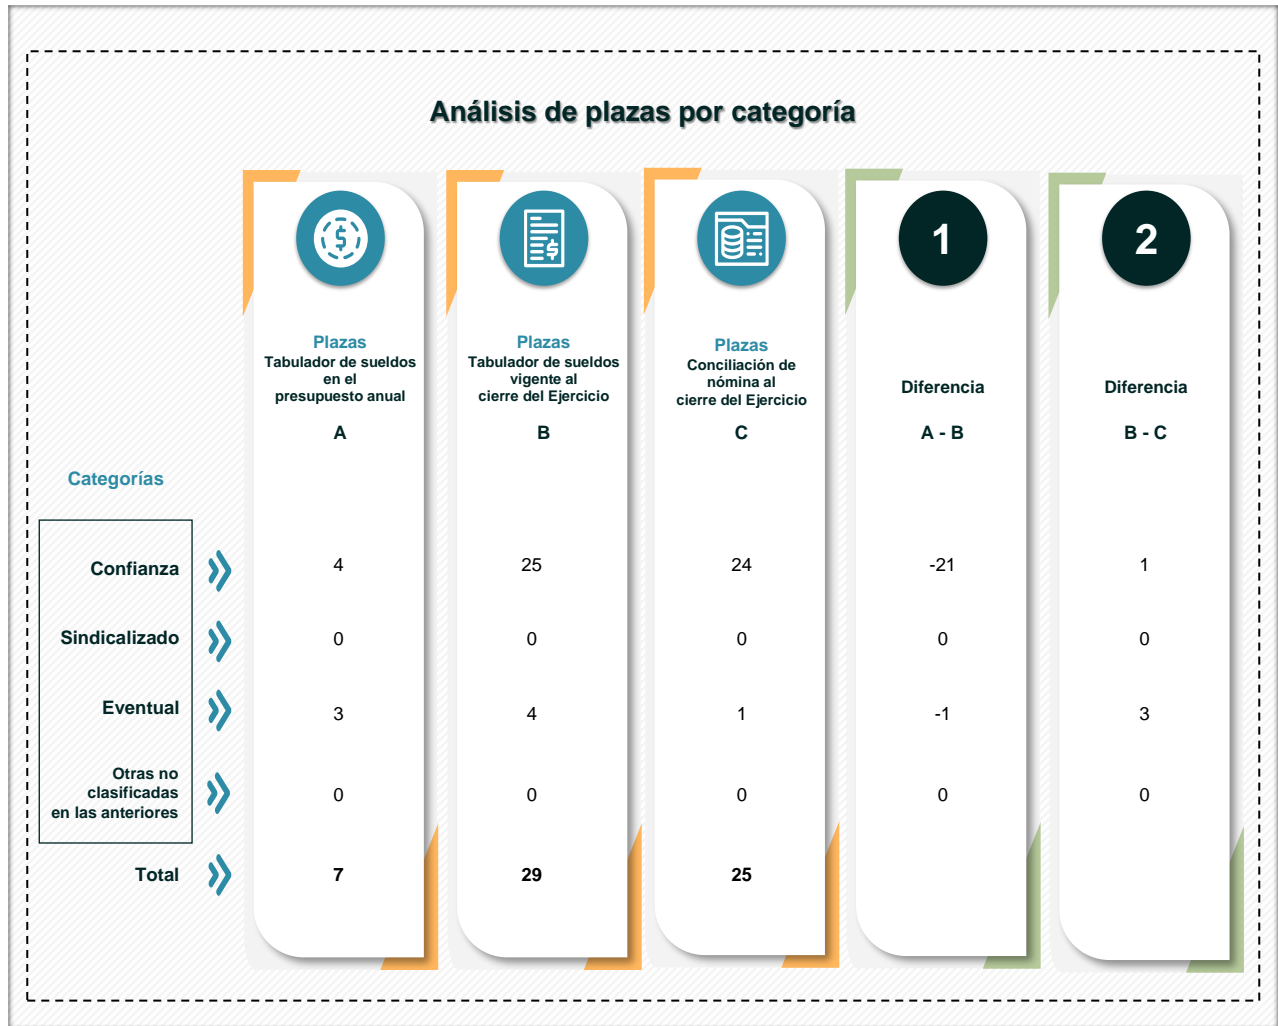 Análisis de plazas por categoría
1
2
Plazas
Tabulador de sueldos
en el
presupuesto anual
A
Plazas
Tabulador de sueldos
vigente al
cierre del Ejercicio
B
Plazas
Conciliación de
nómina al
cierre del Ejercicio
C
Diferencia
A - B
Diferencia
B - C
Categorías
Confianza 4 25 24 -21 1
Sindicalizado 0 0 0 0 0
Eventual 3 4 1 -1 3
Otras no
clasificadas
en las anteriores 0 0 0 0 0
Total 7 29 25